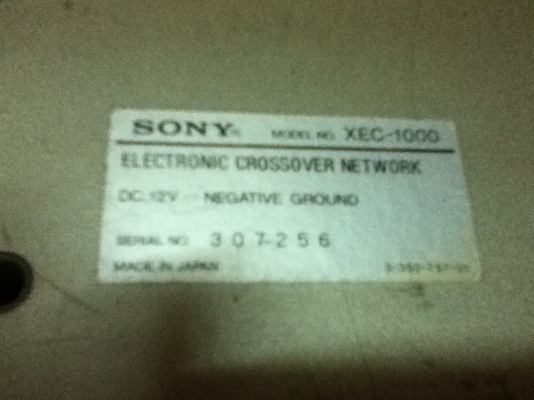 SONY® MODEL NO. XEC-1000
ELECTRONIC CROSSOVER NETWORK
DC 12V NEGATIVE GROUND
SERIAL NO. 307256
MADE IN JAPAN